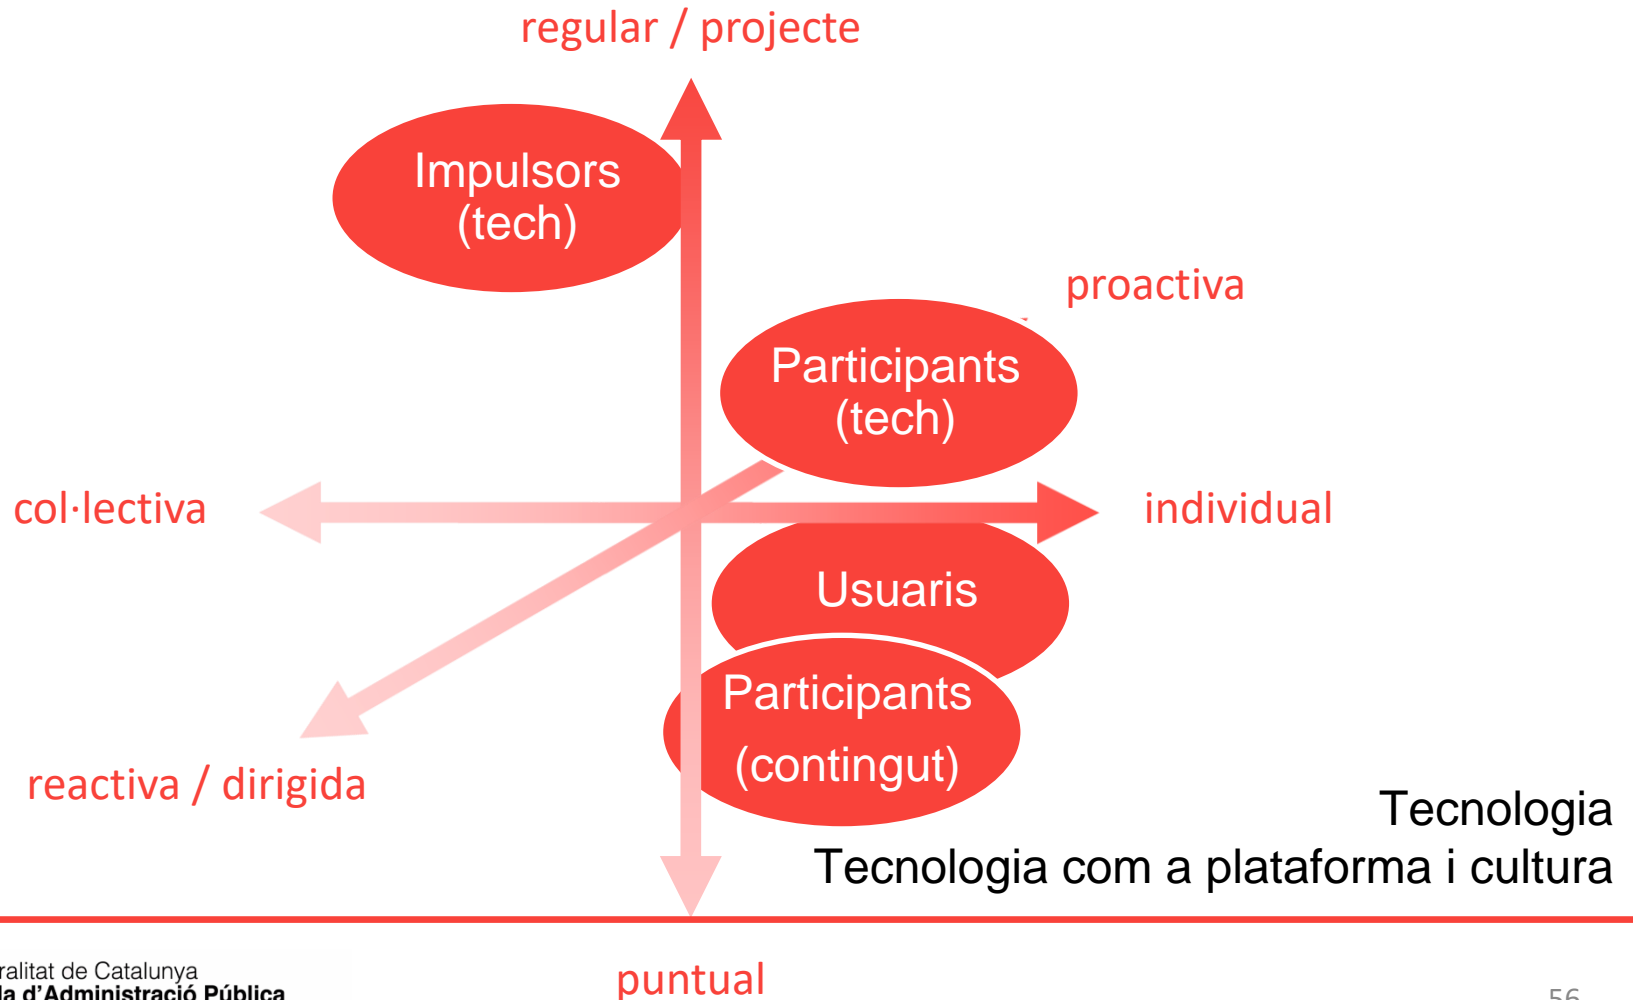 regular / projecte
Impulsors
(tech)
proactiva
Participants
(tech)
col·lectiva
individual
Usuaris
Participants
(contingut)
reactiva / dirigida
Tecnologia
Tecnologia com a plataforma i cultura
puntual
ralitat de Catalunya
la d'Administració Pública
56